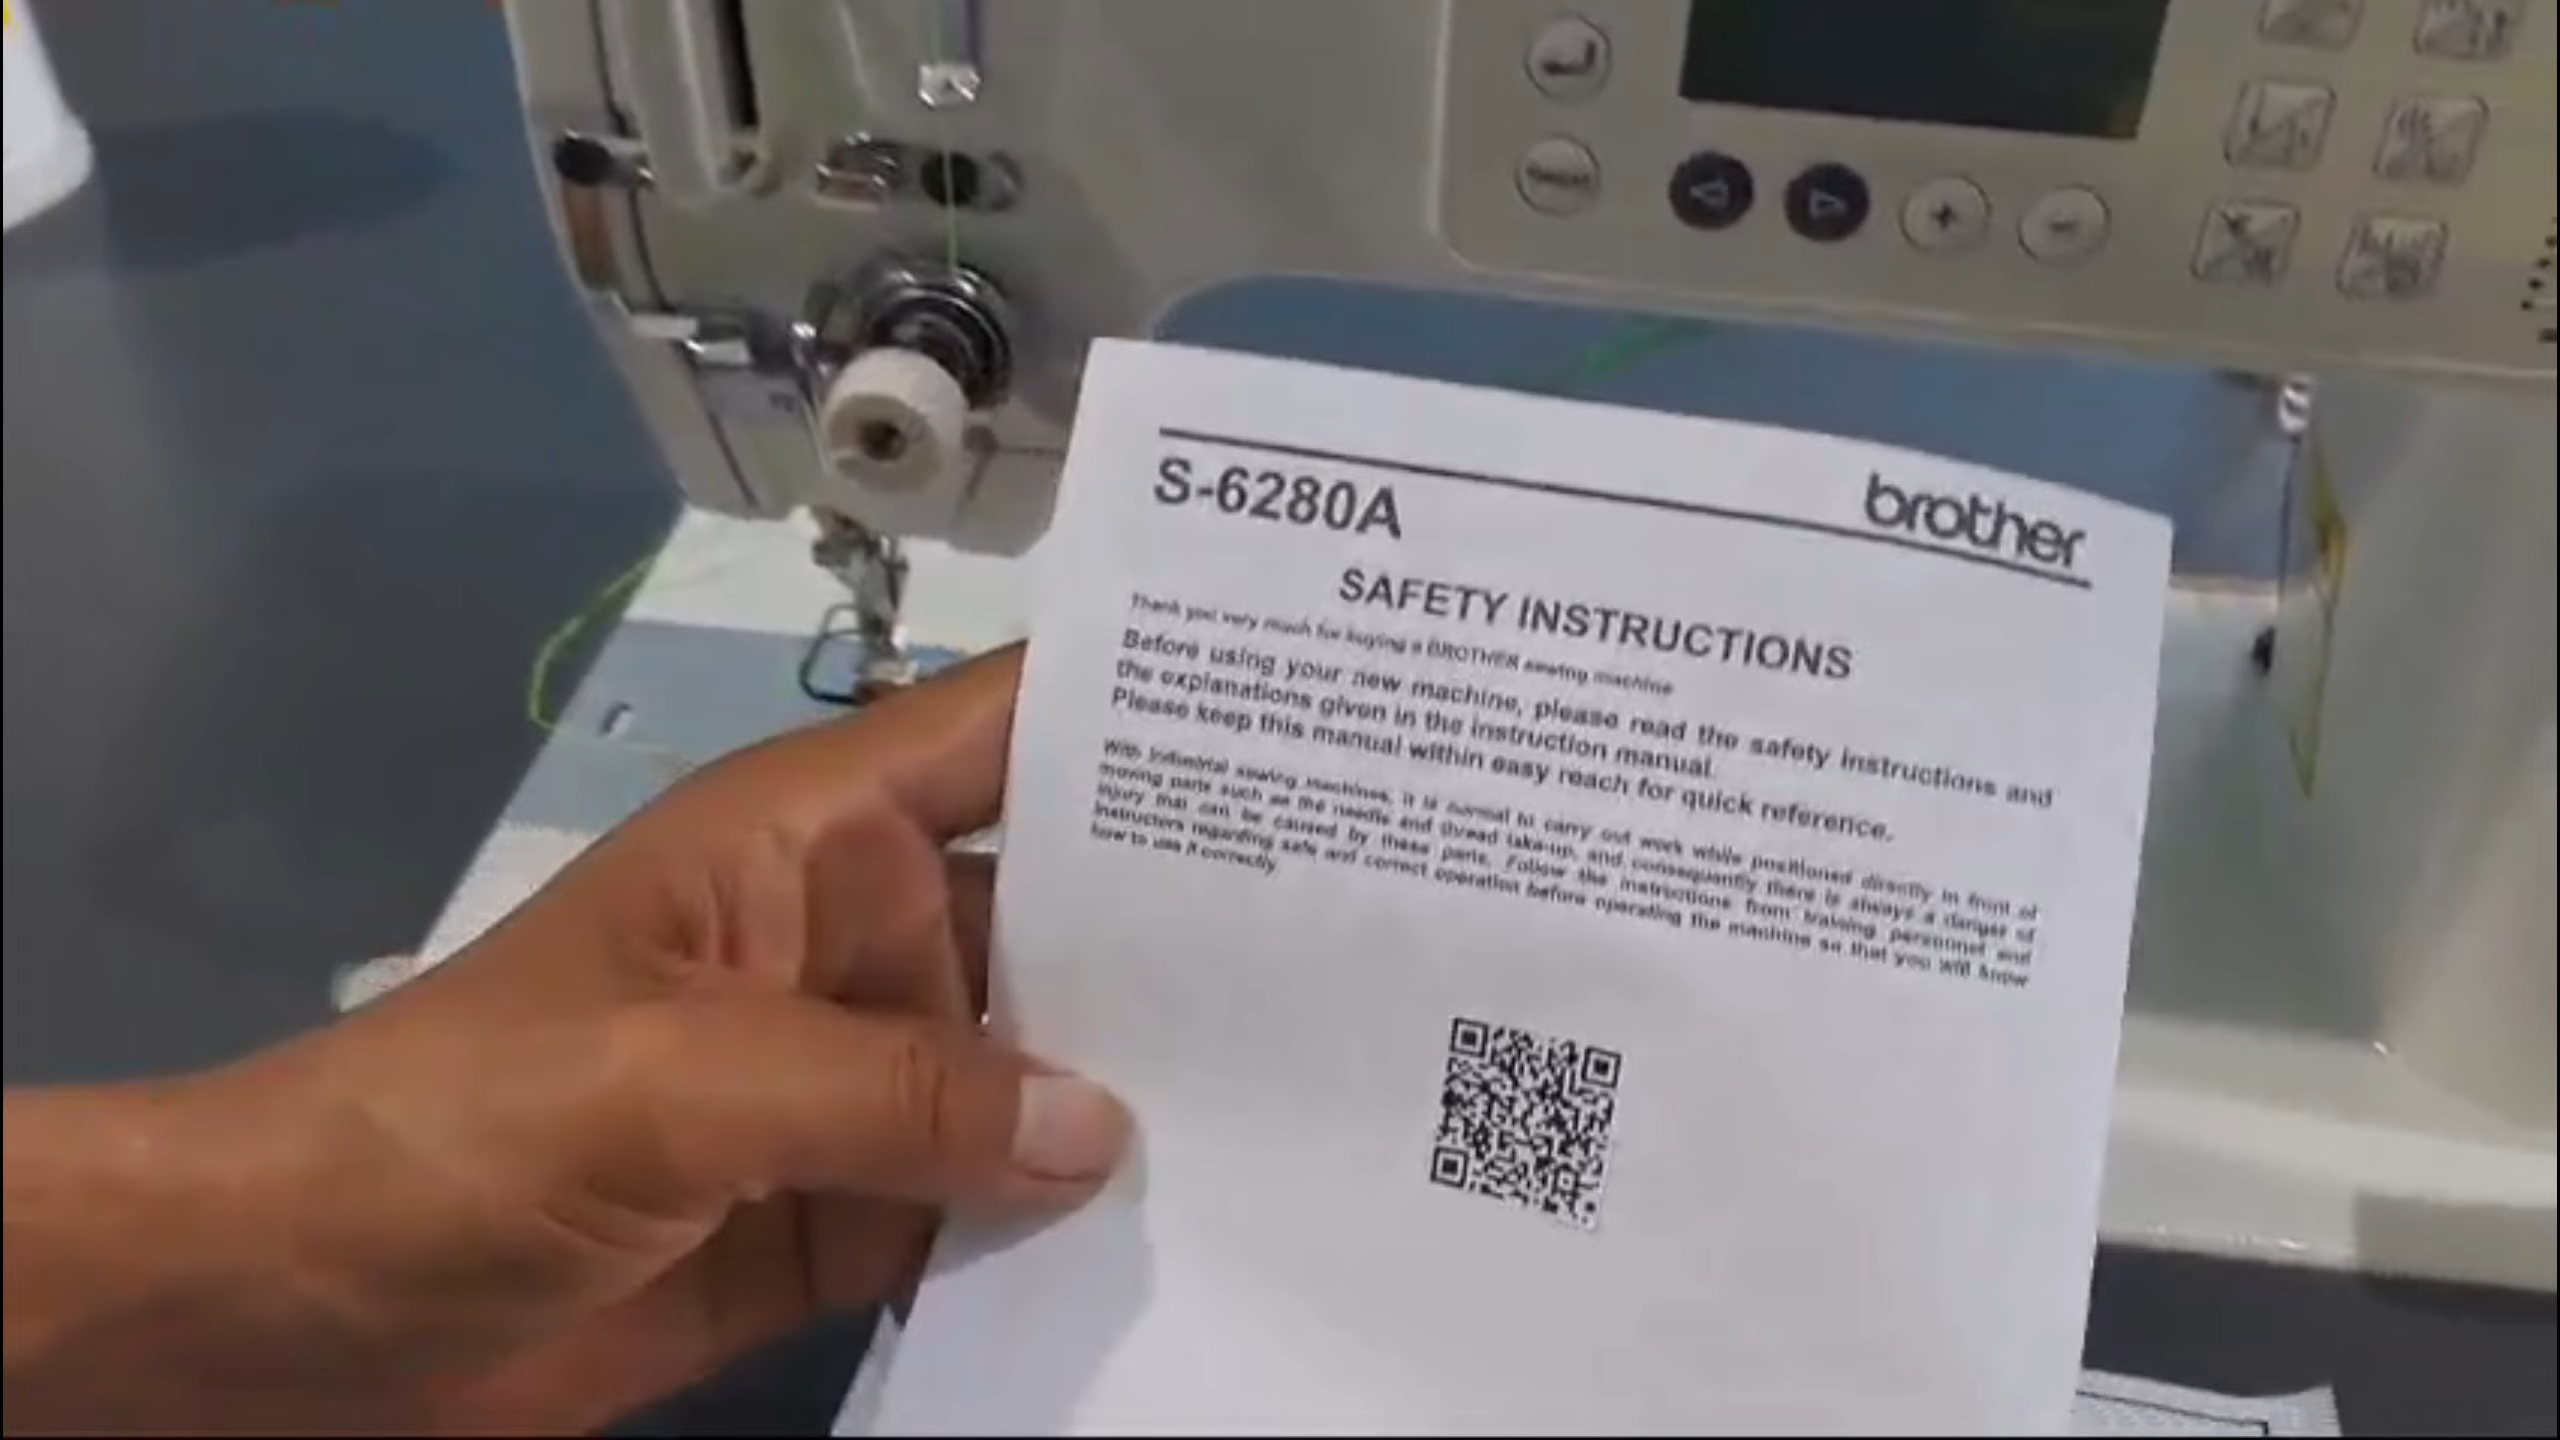 brother
S-6280A
SAFETY INSTRUCTIONS
Thank you very much for buying a BROTHER sewing machine
Before using your new machine, please read the safety instructions and
the explanations given in the instruction manual.
Please keep this manual within easy reach for quick reference.
With industrial sewing machines, it is normal to carry out work while positioned directly in front of
moving parts such as the needle and thread take-up, and consequently there is always a danger of
injury that can be caused by these parts. Follow the instructions from training personnel and
instructors regarding safe and correct operation before operating the machine so that you will know
how to use it correctly